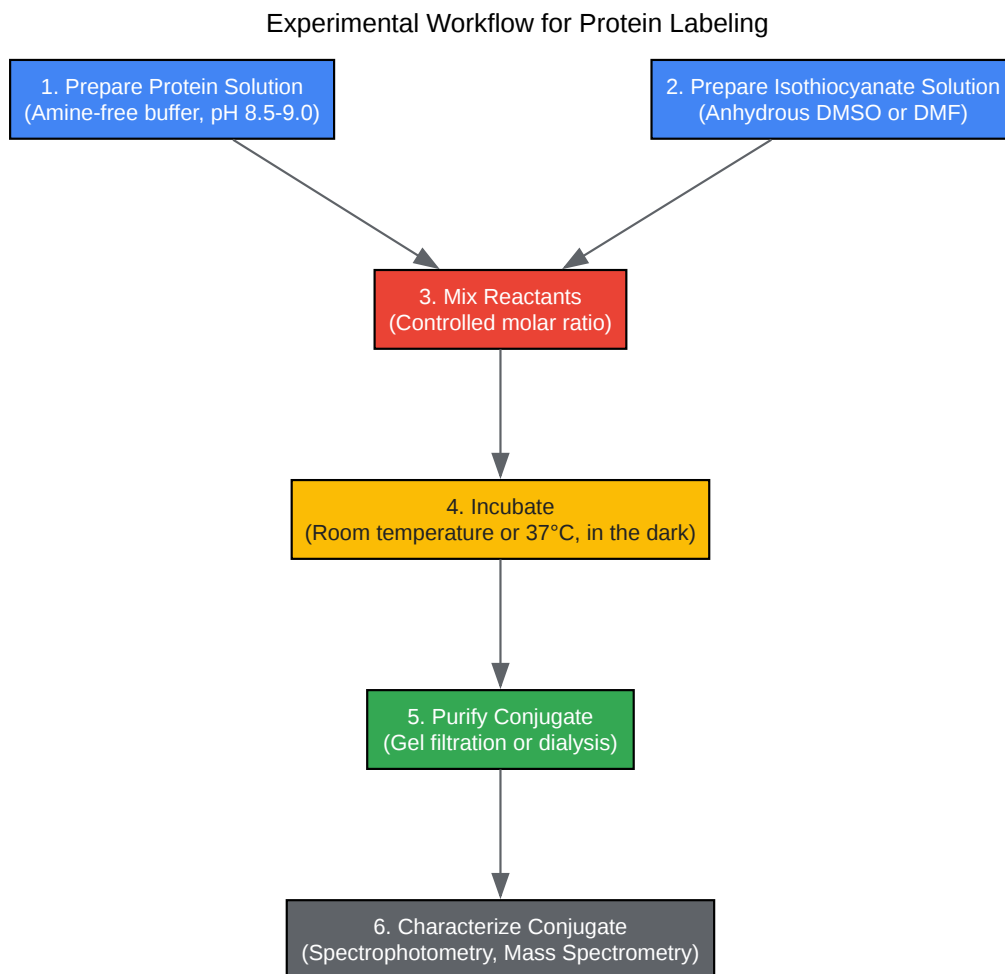 Experimental Workflow for Protein Labeling
1. Prepare Protein Solution
(Amine-free buffer, pH 8.5-9.0)
2. Prepare Isothiocyanate Solution
(Anhydrous DMSO or DMF)
3. Mix Reactants
(Controlled molar ratio)
4. Incubate
(Room temperature or 37°C, in the dark)
5. Purify Conjugate
(Gel filtration or dialysis)
6. Characterize Conjugate
(Spectrophotometry, Mass Spectrometry)